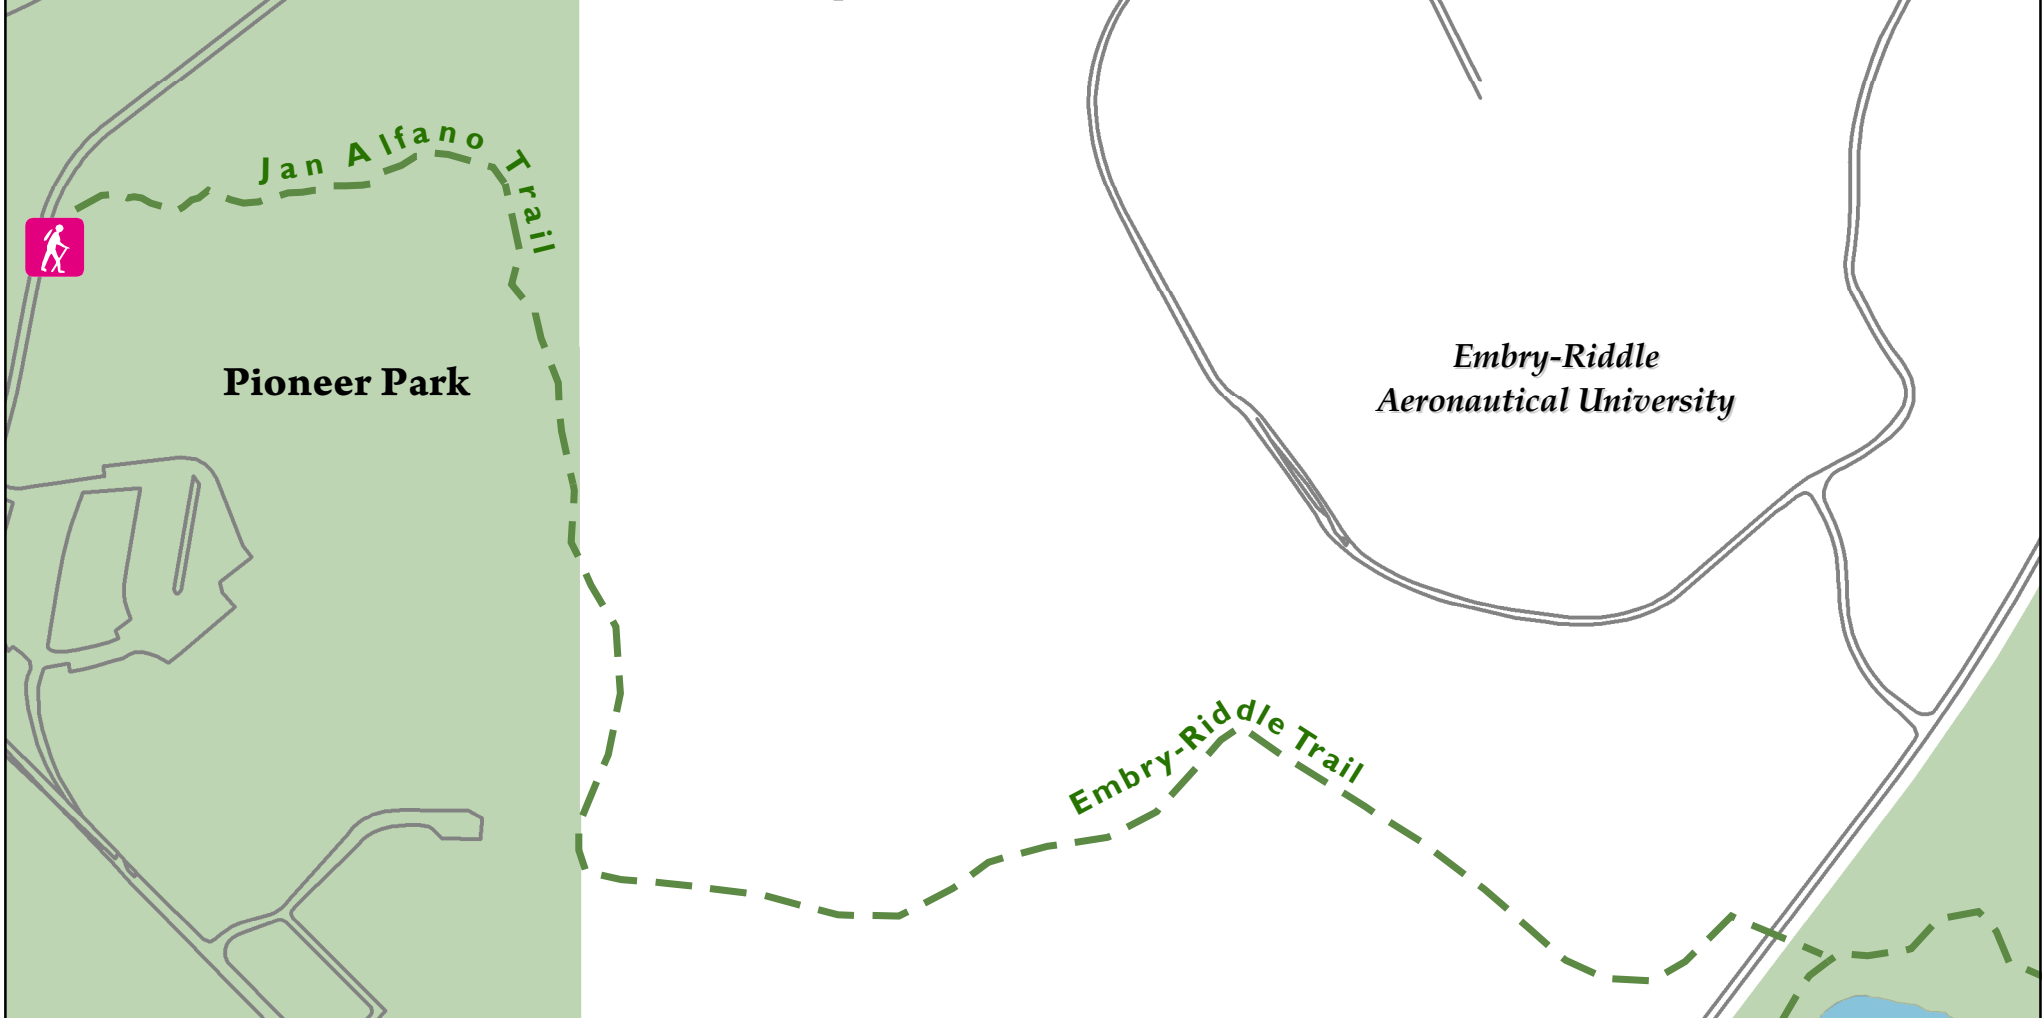 Jan Alfano Trail
Pioneer Park
Embry-Riddle
Aeronautical University
Embry-Riddle Trail